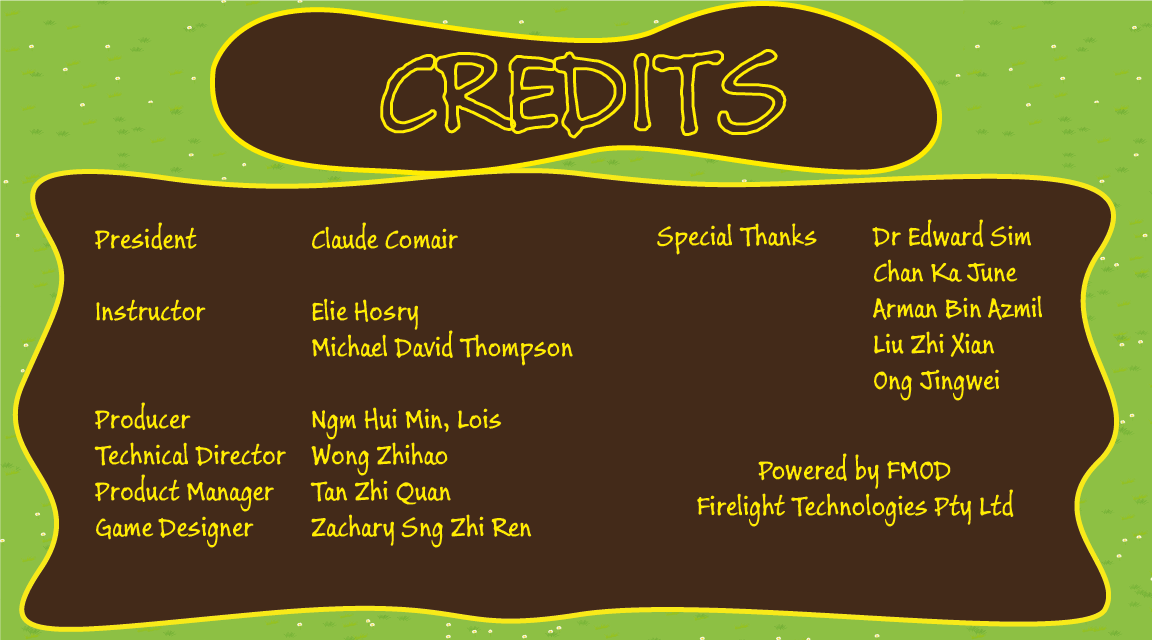 CREDITS
President Claude Comair
Instructor Elie Hosry
Michael David Thompson
Producer Ngm Hui Min, Lois
Technical Director Wong Zhihao
Product Manager Tan Zhi Quan
Game Designer Zachary Sng Zhi Ren
Special Thanks Dr Edward Sim
Chan Ka June
Arman Bin Azmil
Liu Zhi Xian
Ong Jingwei
Powered by FMOD
Firelight Technologies Pty Ltd